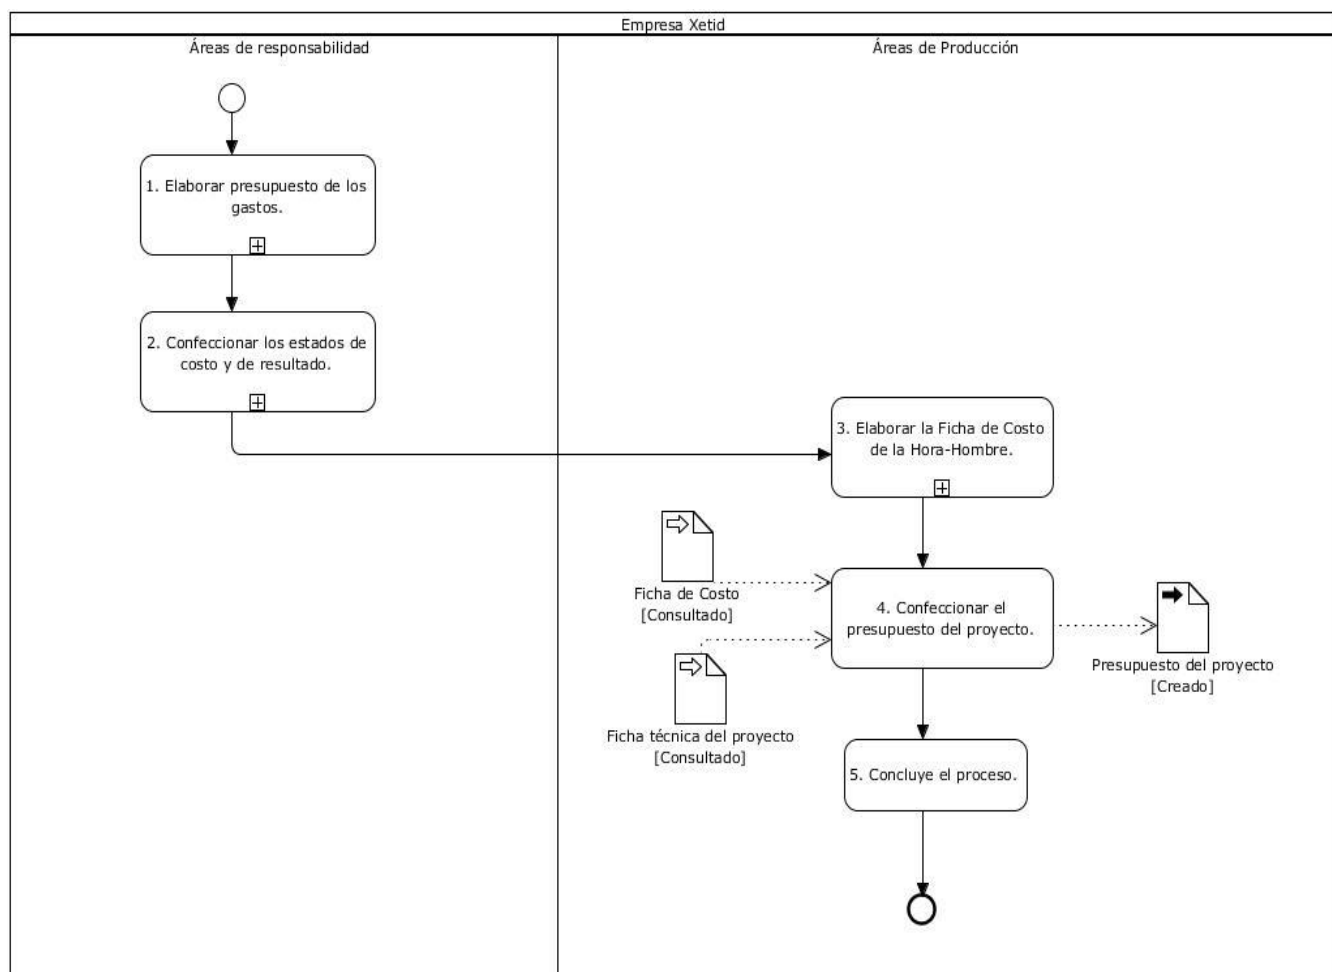 Empresa Xetid
Áreas de responsabilidad
Áreas de Producción
1. Elaborar presupuesto de los
gastos.
2. Confeccionar los estados de
costo y de resultado.
3. Elaborar la Ficha de Costo
de la Hora-Hombre.
Ficha de Costo
[Consultado]
4. Confeccionar el
presupuesto del proyecto.
Presupuesto del proyecto
[Creado]
Ficha técnica del proyecto
[Consultado]
5. Concluye el proceso.